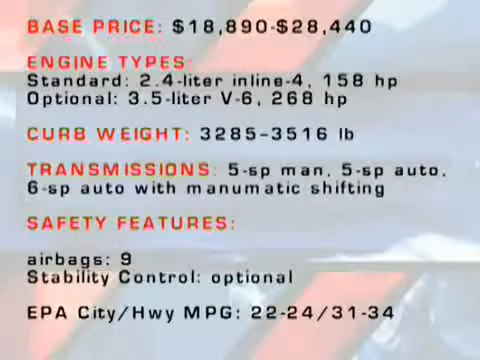 BASE PRICE: $18,890-$28,440
ENGINE TYPES:
Standard: 2.4-liter inline-4, 158 hp
Optional: 3.5-liter V-6, 268 hp
CURB WEIGHT: 3285-3516 lb
TRANSMISSIONS: 5-sp man, 5-sp auto,
6-sp auto with manumatic shifting
SAFETY FEATURES:
airbags: 9
Stability Control: optional
EPA City/Hwy MPG: 22-24/31-34